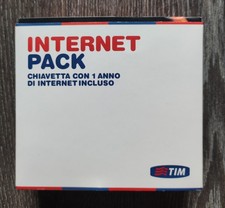 INTERNET
PACK
CHIAVETTA CON 1 ANNO
DI INTERNET INCLUSO
TIM